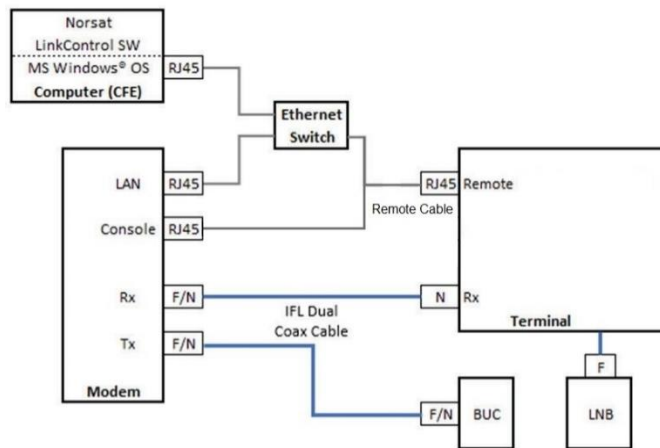 Norsat
LinkControl SW
MS Windows® OS
RJ45
Computer (CFE)
Ethernet
Switch
LAN
RJ45
RJ45
Remote
Remote Cable
Console
RJ45
Rx
F/N
N
Rx
IFL Dual
Coax Cable
Terminal
Tx
F/N
F
Modem
F/N
BUC
LNB